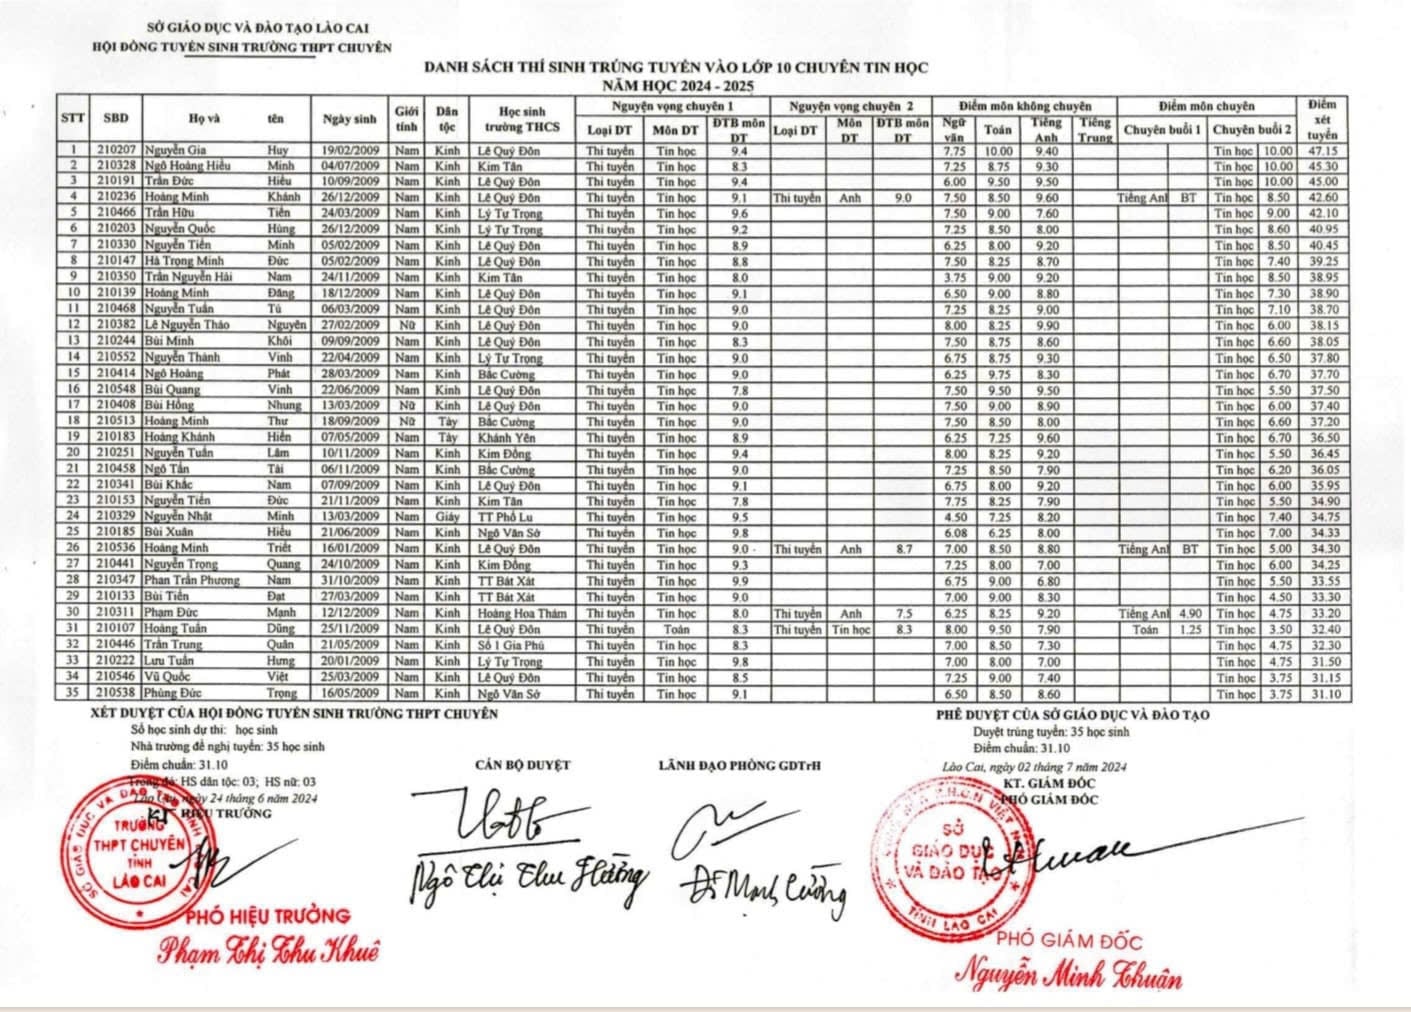 SỞ GIÁO DỤC VÀ ĐÀO TẠO LÀO CAI
HỘI ĐỒNG TUYỂN SINH TRƯỜNG THPT CHUYÊN
DANH SÁCH THÍ SINH TRÚNG TUYỂN VÀO LỚP 10 CHUYÊN TIN HỌC
NĂM HỌC 2024 - 2025
STT SBD Họ và tên Ngày sinh Giới tính Dân tộc Học sinh trường THCS Nguyện vọng chuyên 1 Nguyện vọng chuyên 2 Điểm môn không chuyên Điểm môn chuyên Điểm xét tuyển
Loại DT Môn DT ĐTB môn DT Loại DT Môn DT ĐTB môn DT Ngữ văn Toán Tiếng Anh Tiếng Trung Chuyên buổi 1 Chuyên buổi 2
1 210207 Nguyễn Gia Huy 19/02/2009 Nam Kinh Lê Quý Đôn Thi tuyển Tin học 9.4 7.75 10.00 9.40 Tin học 10.00 47.15
2 210328 Ngô Hoàng Hiếu Minh 04/07/2009 Nam Kinh Kim Tân Thi tuyển Tin học 8.3 7.25 8.75 9.30 Tin học 10.00 45.30
3 210191 Trần Đức Hiếu 10/09/2009 Nam Kinh Lê Quý Đôn Thi tuyển Tin học 9.4 6.00 9.50 9.50 Tin học 10.00 45.00
4 210236 Hoàng Minh Khánh 26/12/2009 Nam Kinh Lê Quý Đôn Thi tuyển Tin học 9.1 Thi tuyển Anh 9.0 7.50 8.50 9.60 Tiếng Anh BT Tin học 8.50 42.60
5 210466 Trần Hữu Tiến 24/03/2009 Nam Kinh Lý Tự Trọng Thi tuyển Tin học 9.6 7.50 9.00 7.60 Tin học 9.00 42.10
6 210203 Nguyễn Quốc Hùng 26/12/2009 Nam Kinh Lý Tự Trọng Thi tuyển Tin học 9.2 7.25 8.50 8.00 Tin học 8.60 40.95
7 210330 Nguyễn Tiến Minh 05/02/2009 Nam Kinh Lê Quý Đôn Thi tuyển Tin học 8.9 6.25 8.00 9.20 Tin học 8.50 40.45
8 210147 Hà Trọng Minh Đức 05/02/2009 Nam Kinh Lê Quý Đôn Thi tuyển Tin học 8.8 7.50 8.25 8.70 Tin học 7.40 39.25
9 210350 Trần Nguyễn Hải Nam 24/11/2009 Nam Kinh Kim Tân Thi tuyển Tin học 8.0 3.75 9.00 9.20 Tin học 8.50 38.95
10 210139 Hoàng Minh Đăng 18/12/2009 Nam Kinh Lê Quý Đôn Thi tuyển Tin học 9.1 6.50 9.00 8.80 Tin học 7.30 38.90
11 210468 Nguyễn Tuấn Tú 06/03/2009 Nam Kinh Lê Quý Đôn Thi tuyển Tin học 9.0 7.25 8.25 9.00 Tin học 7.10 38.70
12 210382 Lê Nguyễn Thảo Nguyên 27/02/2009 Nữ Kinh Lê Quý Đôn Thi tuyển Tin học 9.0 8.00 8.25 9.90 Tin học 6.00 38.15
13 210244 Bùi Minh Khôi 09/09/2009 Nam Kinh Lê Quý Đôn Thi tuyển Tin học 8.3 7.50 8.75 8.60 Tin học 6.60 38.05
14 210552 Nguyễn Thành Vinh 22/04/2009 Nam Kinh Lý Tự Trọng Thi tuyển Tin học 9.0 6.75 8.75 9.30 Tin học 6.50 37.80
15 210414 Ngô Hoàng Phát 28/03/2009 Nam Kinh Bắc Cường Thi tuyển Tin học 9.0 6.25 9.75 8.30 Tin học 6.70 37.70
16 210548 Bùi Quang Vinh 22/06/2009 Nam Kinh Lê Quý Đôn Thi tuyển Tin học 7.8 7.50 9.50 9.50 Tin học 5.50 37.50
17 210408 Bùi Hồng Nhung 13/03/2009 Nữ Kinh Lê Quý Đôn Thi tuyển Tin học 9.0 7.50 9.00 8.90 Tin học 6.00 37.40
18 210513 Hoàng Minh Thư 18/09/2009 Nữ Tày Bắc Cường Thi tuyển Tin học 9.0 7.50 8.50 8.00 Tin học 6.60 37.20
19 210183 Hoàng Khánh Hiền 07/05/2009 Nam Tày Khánh Yên Thi tuyển Tin học 8.9 6.25 7.25 9.60 Tin học 6.70 36.50
20 210251 Nguyễn Tuấn Lâm 10/11/2009 Nam Kinh Kim Đồng Thi tuyển Tin học 9.4 8.00 8.25 9.20 Tin học 5.50 36.45
21 210458 Ngô Tấn Tài 06/11/2009 Nam Kinh Bắc Cường Thi tuyển Tin học 9.0 7.25 8.50 7.90 Tin học 6.20 36.05
22 210341 Bùi Khắc Nam 07/09/2009 Nam Kinh Lê Quý Đôn Thi tuyển Tin học 9.1 6.75 8.00 9.20 Tin học 6.00 35.95
23 210153 Nguyễn Tiến Đức 21/11/2009 Nam Kinh Kim Tân Thi tuyển Tin học 7.8 7.75 8.25 7.90 Tin học 5.50 34.90
24 210329 Nguyễn Nhật Minh 13/03/2009 Nam Giáy TT Phố Lu Thi tuyển Tin học 9.5 4.50 7.25 8.20 Tin học 7.40 34.75
25 210185 Bùi Xuân Hiếu 21/06/2009 Nam Kinh Ngô Văn Sở Thi tuyển Tin học 9.8 6.08 6.25 8.00 Tin học 7.00 34.33
26 210536 Hoàng Minh Triết 16/01/2009 Nam Kinh Lê Quý Đôn Thi tuyển Tin học 9.0 Thi tuyển Anh 8.7 7.00 8.50 8.80 Tiếng Anh BT Tin học 5.00 34.30
27 210441 Nguyễn Trọng Quang 24/10/2009 Nam Kinh Kim Đồng Thi tuyển Tin học 9.3 7.25 8.00 7.00 Tin học 6.00 34.25
28 210347 Phan Trần Phương Nam 31/10/2009 Nam Kinh TT Bát Xát Thi tuyển Tin học 9.9 6.75 9.00 6.80 Tin học 5.50 33.55
29 210133 Bùi Tiến Đạt 27/03/2009 Nam Kinh TT Bát Xát Thi tuyển Tin học 9.0 7.00 9.00 8.30 Tin học 4.50 33.30
30 210311 Phạm Đức Mạnh 12/12/2009 Nam Kinh Hoàng Hoa Thám Thi tuyển Tin học 8.0 Thi tuyển Anh 7.5 6.25 8.25 9.20 Tiếng Anh 4.90 Tin học 4.75 33.20
31 210107 Hoàng Tuấn Dũng 25/11/2009 Nam Kinh Lê Quý Đôn Thi tuyển Toán 8.3 Thi tuyển Tin học 8.3 8.00 9.50 7.90 Toán 1.25 Tin học 3.50 32.40
32 210446 Trần Trung Quân 21/05/2009 Nam Kinh Số 1 Gia Phú Thi tuyển Tin học 8.3 7.00 8.50 7.30 Tin học 4.75 32.30
33 210222 Lưu Tuấn Hưng 20/01/2009 Nam Kinh Lý Tự Trọng Thi tuyển Tin học 9.8 7.00 8.00 7.00 Tin học 4.75 31.50
34 210546 Vũ Quốc Việt 25/03/2009 Nam Kinh Lê Quý Đôn Thi tuyển Tin học 8.5 7.25 9.00 7.40 Tin học 3.75 31.15
35 210538 Phùng Đức Trọng 16/05/2009 Nam Kinh Ngô Văn Sở Thi tuyển Tin học 9.1 6.50 8.50 8.60 Tin học 3.75 31.10
XÉT DUYỆT CỦA HỘI ĐỒNG TUYỂN SINH TRƯỜNG THPT CHUYÊN
Số học sinh dự thi: học sinh
Nhà trường đề nghị tuyển: 35 học sinh
Điểm chuẩn: 31.10
Trong đó: HS dân tộc: 03; HS nữ: 03
Lào Cai, ngày 24 tháng 6 năm 2024
KT HIỆU TRƯỞNG
SỞ GIÁO DỤC VÀ ĐÀO TẠO TỈNH LÀO CAI
TRƯỜNG
THPT CHUYÊN
TỈNH
LÀO CAI
PHÓ HIỆU TRƯỞNG
Phạm Thị Thu Khuê
CÁN BỘ DUYỆT
Ngô Thị Thu Hường
LÃNH ĐẠO PHÒNG GDTrH
Mạnh Cường
PHÊ DUYỆT CỦA SỞ GIÁO DỤC VÀ ĐÀO TẠO
Duyệt trúng tuyển: 35 học sinh
Điểm chuẩn: 31.10
Lào Cai, ngày 02 tháng 7 năm 2024
KT. GIÁM ĐỐC
PHÓ GIÁM ĐỐC
SỞ
GIÁO DỤC
VÀ ĐÀO TẠO
TỈNH LÀO CAI
PHÓ GIÁM ĐỐC
Nguyễn Minh Thuận